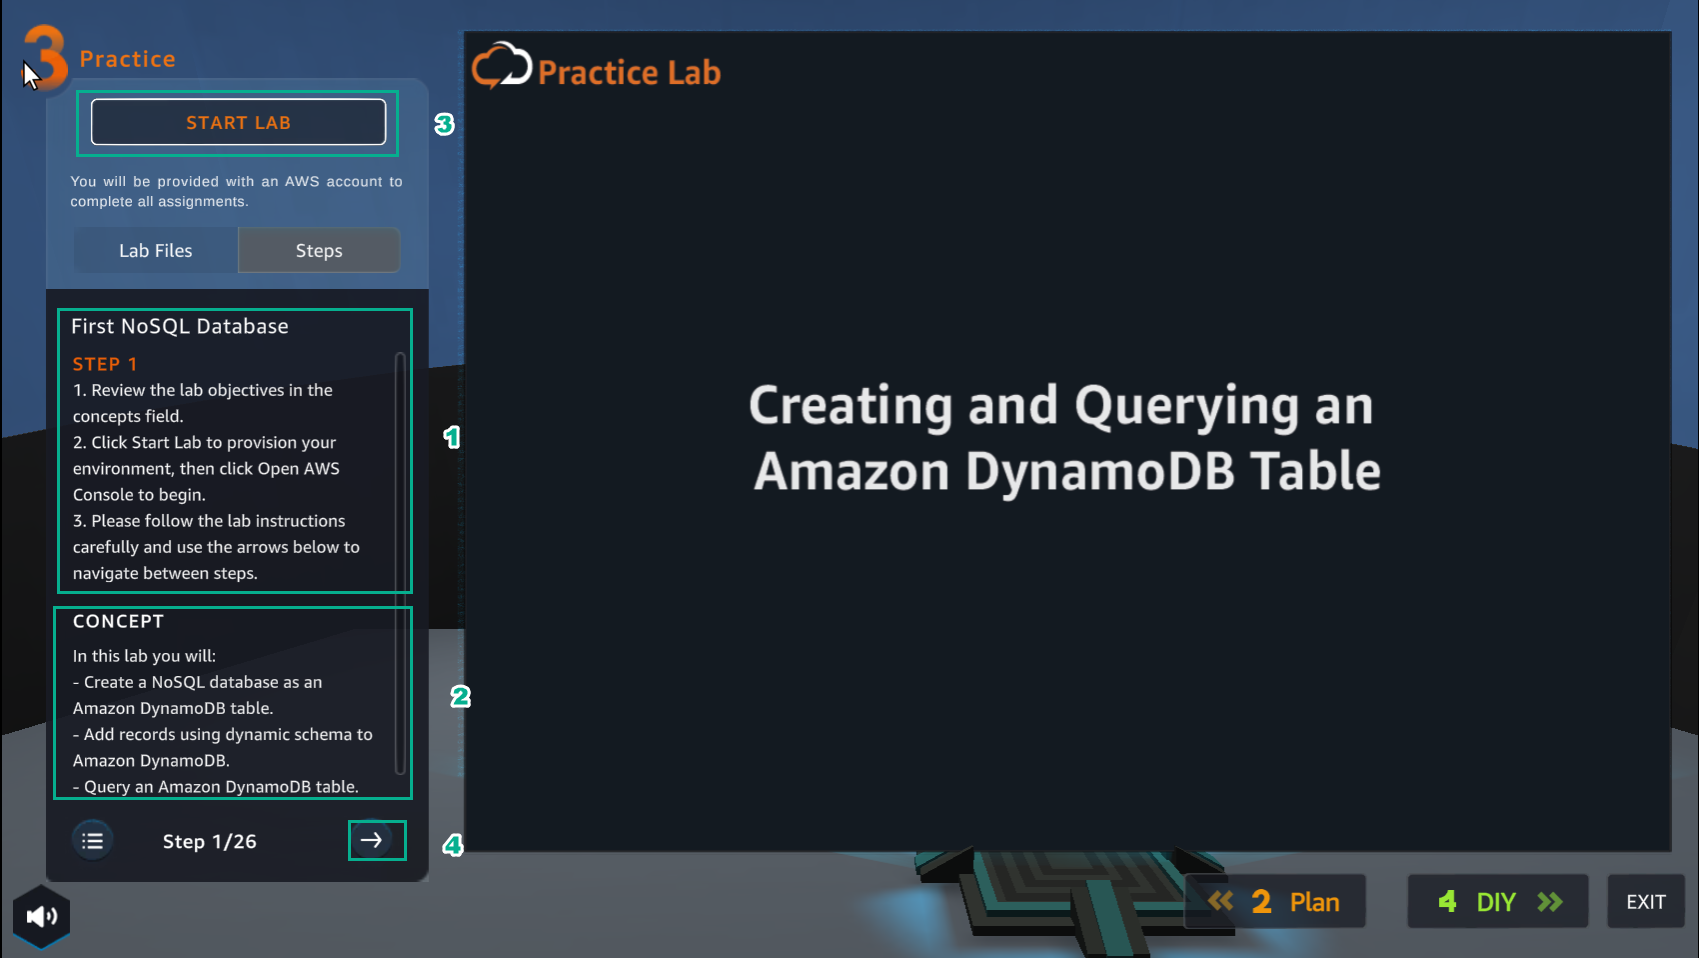 3 Practice
START LAB
3
You will be provided with an AWS account to
complete all assignments.
Lab Files
Steps
First NoSQL Database
STEP 1
1. Review the lab objectives in the
concepts field.
2. Click Start Lab to provision your
environment, then click Open AWS
Console to begin.
3. Please follow the lab instructions
carefully and use the arrows below to
navigate between steps.
1
CONCEPT
In this lab you will:
- Create a NoSQL database as an
Amazon DynamoDB table.
- Add records using dynamic schema to
Amazon DynamoDB.
- Query an Amazon DynamoDB table.
2
Step 1/26
→
4
Practice Lab
Creating and Querying an
Amazon DynamoDB Table
« 2 Plan
4 DIY »
EXIT